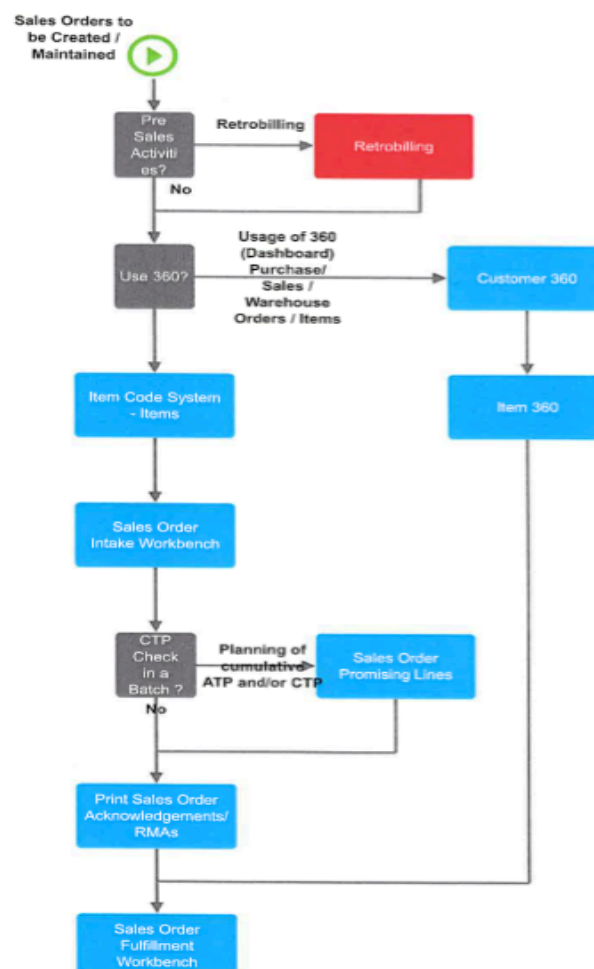 Sales Orders to
be Created /
Maintained
Pre
Sales
Activiti
es?
Retrobilling
Retrobilling
No
Use 360?
Usage of 360
(Dashboard)
Purchase/
Sales /
Warehouse
Orders / Items
Customer 360
Item Code System
- Items
Item 360
Sales Order
Intake Workbench
CTP
Check
in a
Batch ?
Planning of
cumulative
ATP and/or CTP
Sales Order
Promising Lines
No
Print Sales Order
Acknowledgements/
RMAs
Sales Order
Fulfillment
Workbench